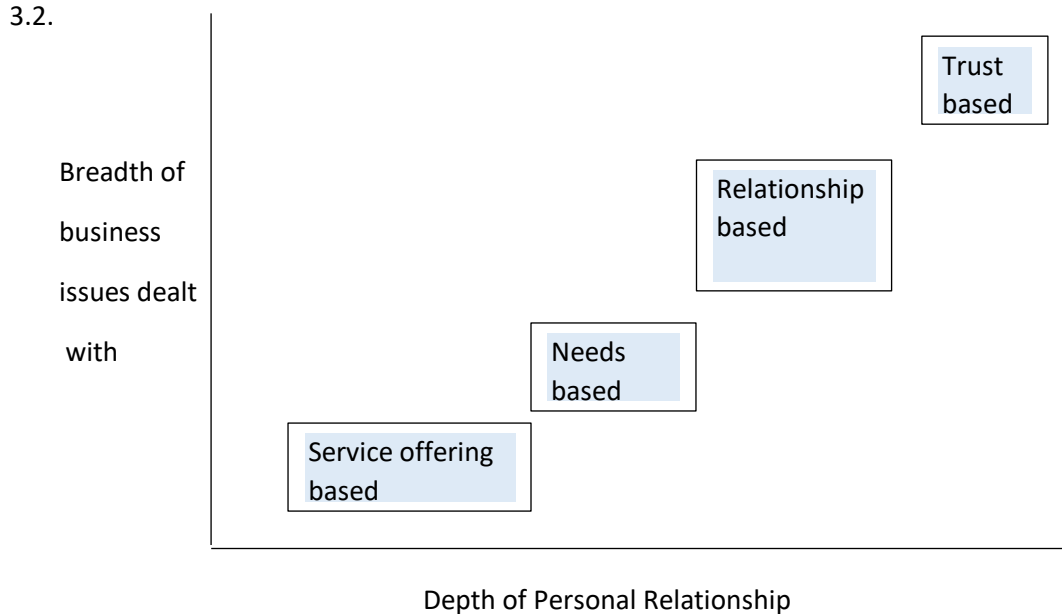 3.2.
Trust
based
Breadth of
business
issues dealt
with
Relationship
based
Needs
based
Service offering
based
Depth of Personal Relationship